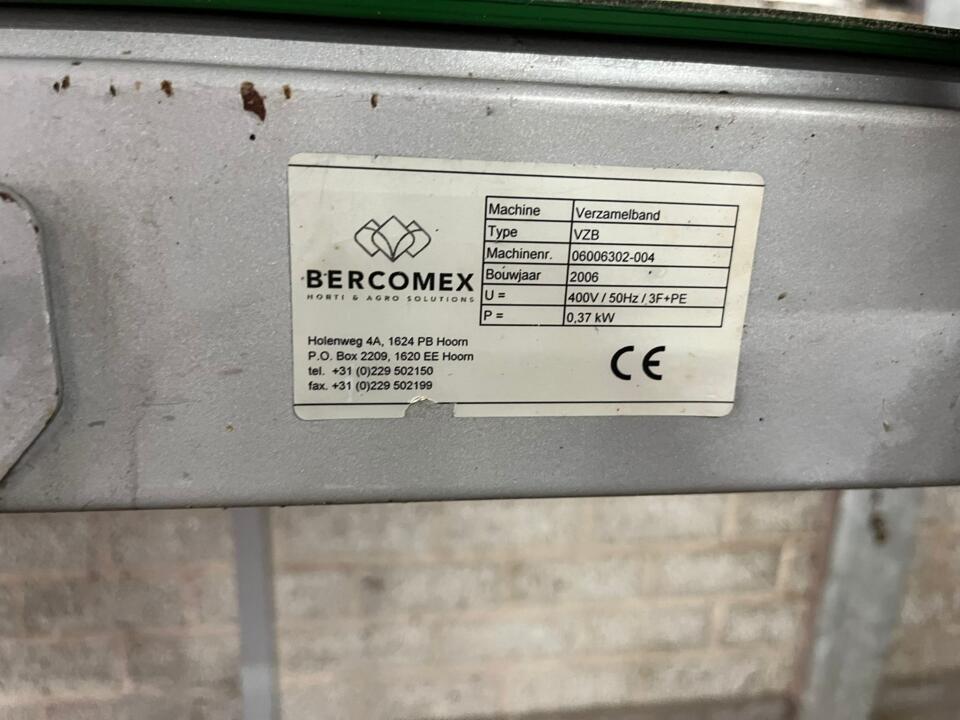 BERCOMEX
HORTI & AGRO SOLUTIONS
Machine Verzamelband
Type VZB
Machinenr. 06006302-004
Bouwjaar 2006
U = 400V / 50Hz / 3F+PE
P = 0,37 kW
Holenweg 4A, 1624 PB Hoorn
P.O. Box 2209, 1620 EE Hoorn
tel. +31 (0)229 502150
fax. +31 (0)229 502199
CE